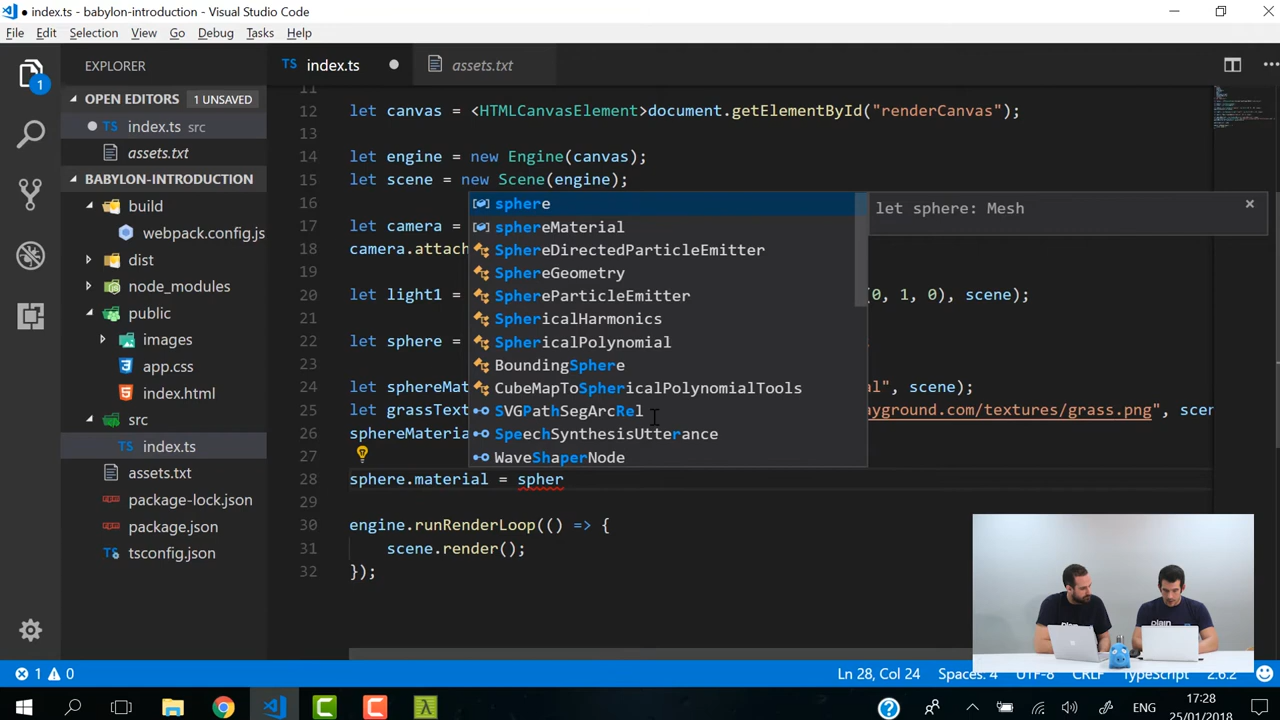 index.ts - babylon-introduction - Visual Studio Code
File Edit Selection View Go Debug Tasks Help
EXPLORER
TS index.ts
assets.txt
1
OPEN EDITORS 1 UNSAVED
index.ts src
assets.txt
BABYLON-INTRODUCTION
build
webpack.config.js
dist
node_modules
public
images
app.css
index.html
src
TS index.ts
assets.txt
package-lock.json
package.json
TS tsconfig.json
11
12 let canvas = <HTMLCanvasElement>document.getElementById("renderCanvas");
13
14 let engine = new Engine(canvas);
15 let scene = new Scene(engine);
16
17 let camera =
18 camera.attach
19
20 let light1 = (0, 1, 0), scene);
21
22 let sphere =
23
24 let sphereMat l", scene);
25 let grassText yground.com/textures/grass.png", scen
26 sphereMateria
27
28 sphere.material = spher
29
30 engine.runRenderLoop(() => {
31 scene.render();
32 });
sphere
sphereMaterial
SphereDirectedParticleEmitter
SphereGeometry
SphereParticleEmitter
SphericalHarmonics
SphericalPolynomial
BoundingSphere
CubeMapToSphericalPolynomialTools
SVGPathSegArcRel
SpeechSynthesisUtterance
WaveShaperNode
let sphere: Mesh
plain
plain
1 0
Ln 28, Col 24 Spaces: 4 UTF-8 CRLF TypeScript 2.6.2
ENG
17:28
25/01/2018